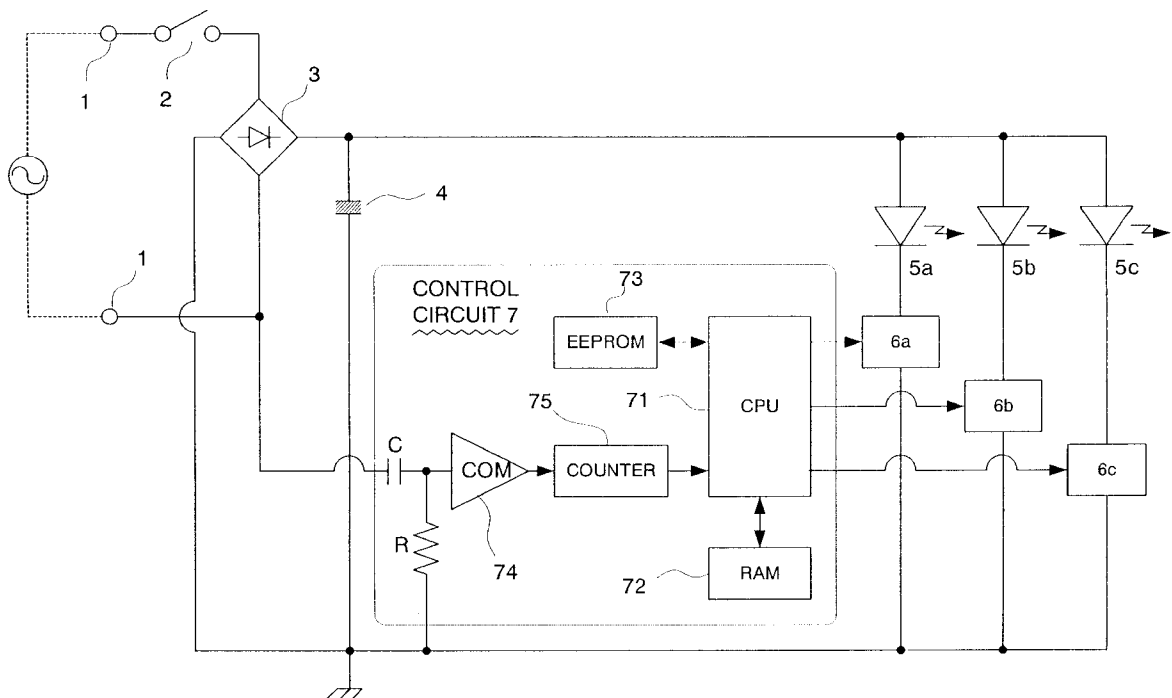 1
2
3
4
1
5a
5b
5c
CONTROL
CIRCUIT 7
73
EEPROM
71
CPU
6a
6b
6c
75
C
COM
COUNTER
R
74
72
RAM